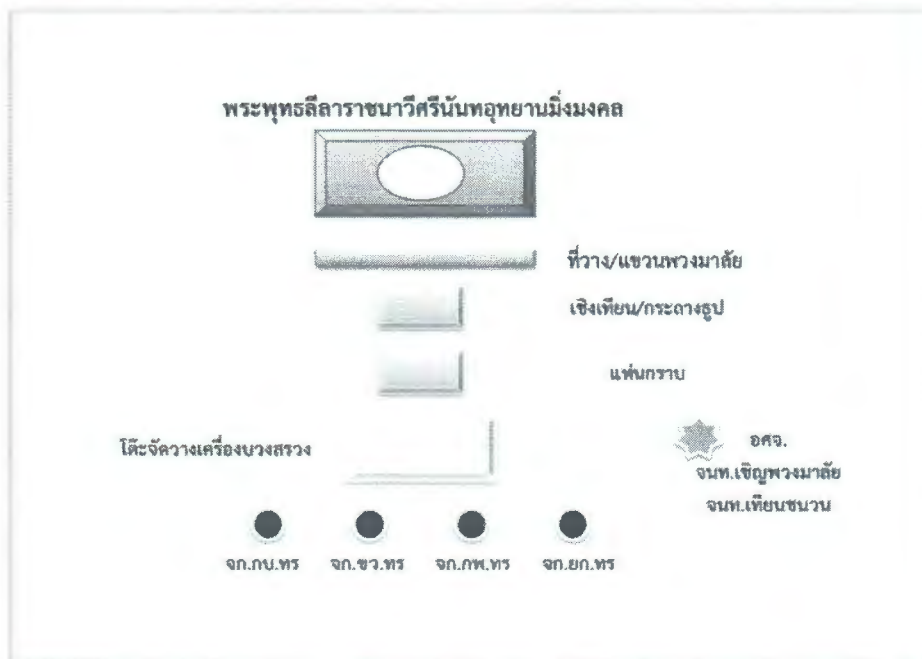 พระพุทธลีลาราชนาวีศรีนันทอุทยานมิ่งมงคล
ที่วาง/แขวนพวงมาลัย
เชิงเทียน/กระถางธูป
แท่นกราบ
โต๊ะจัดวางเครื่องบวงสรวง
อศจ.
จนท.เชิญพวงมาลัย
จนท.เทียนชนวน
จก.กบ.ทร จก.ขว.ทร จก.กพ.ทร จก.ยก.ทร